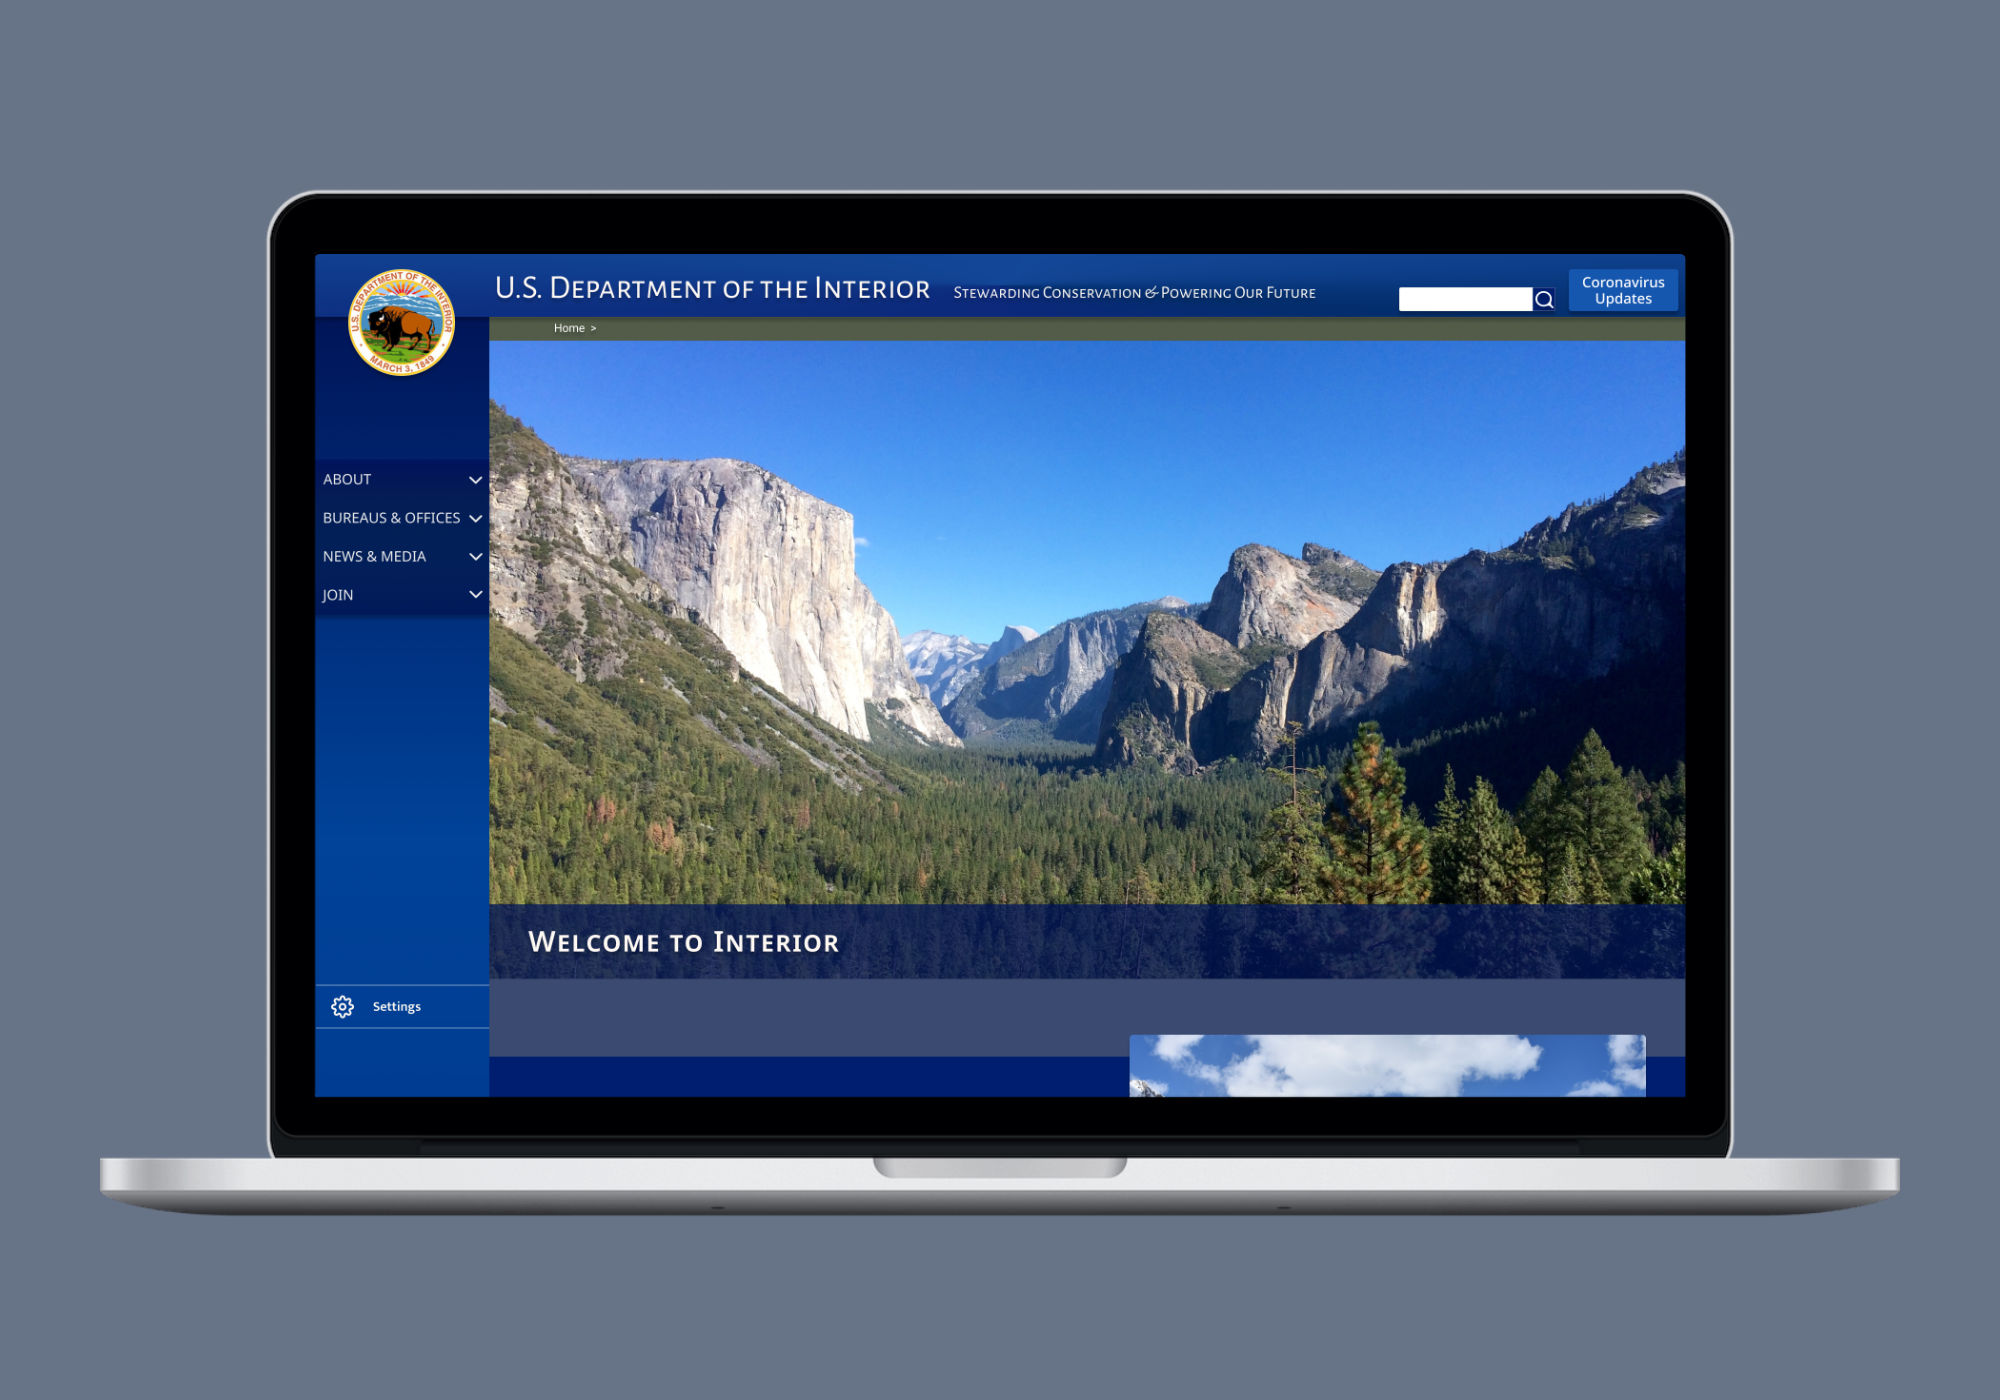 U.S. DEPARTMENT OF THE INTERIOR
MARCH 3, 1849
U.S. Department of the Interior
Stewarding Conservation & Powering Our Future
Coronavirus
Updates
Home >
ABOUT
BUREAUS & OFFICES
NEWS & MEDIA
JOIN
Welcome to Interior
Settings